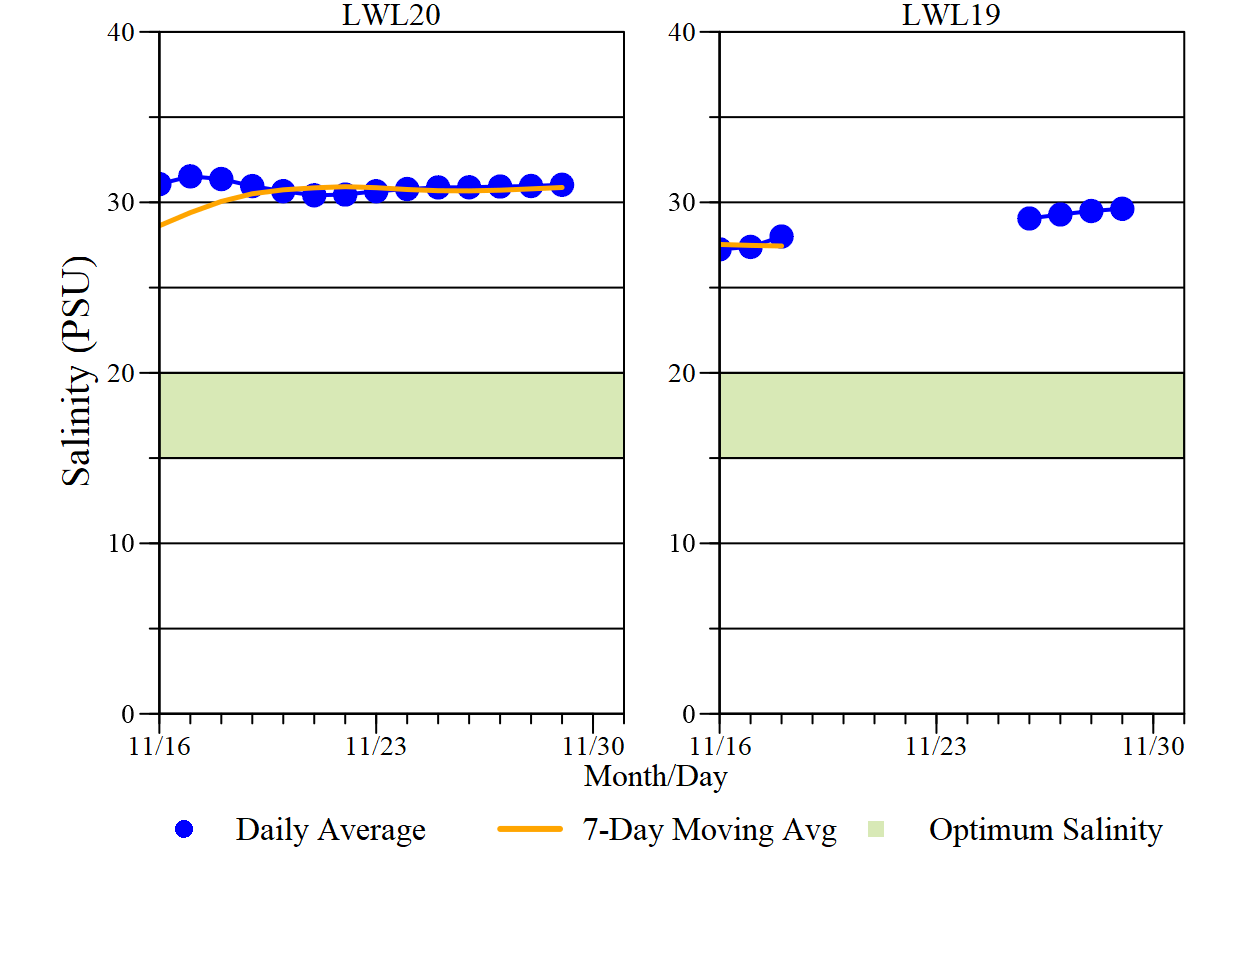 LWL20
LWL19
40
30
20
10
0
40
30
20
10
0
Salinity (PSU)
11/16
11/23
11/30
11/16
11/23
11/30
Month/Day
Daily Average
7-Day Moving Avg
Optimum Salinity